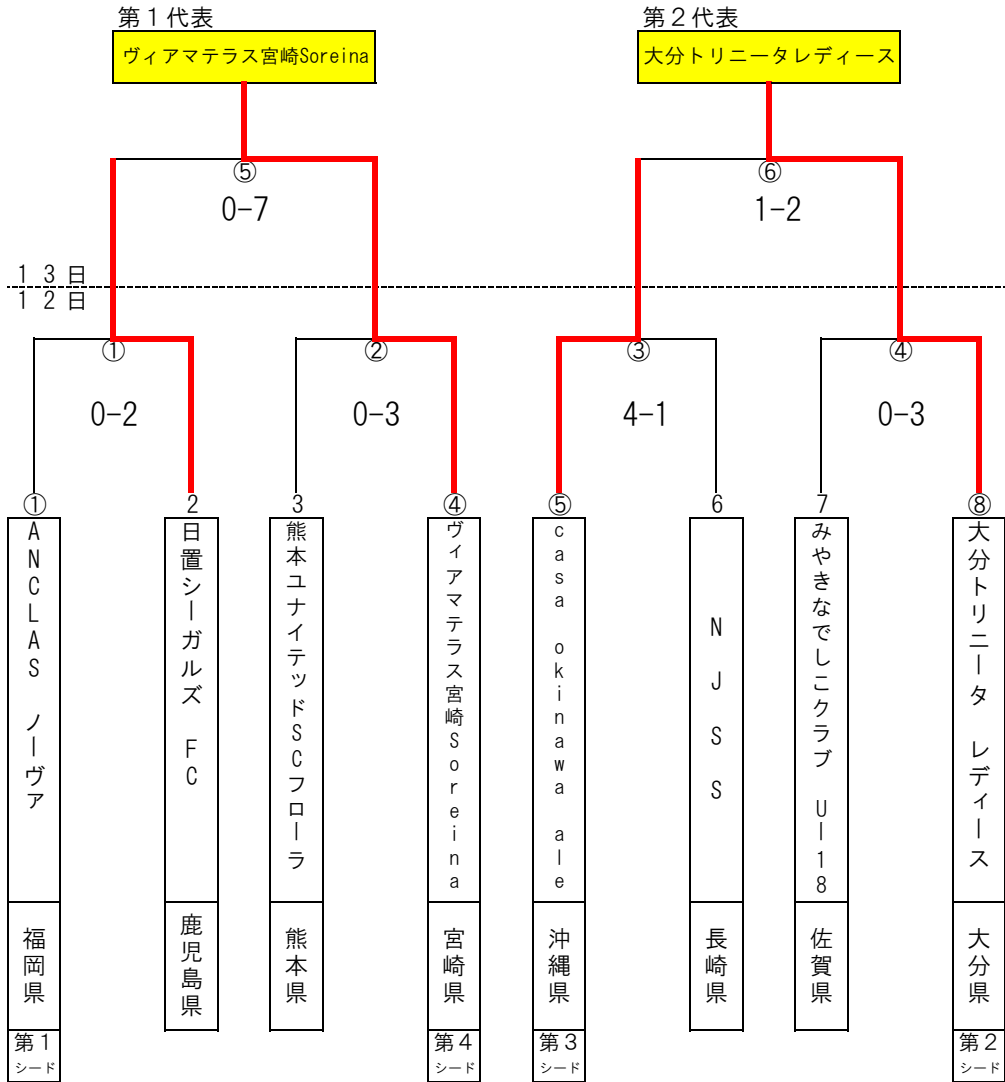 第1代表
第2代表
ヴィアマテラス宮崎Soreina
大分トリニータレディース
⑤
⑥
0-7
1-2
13日
12日
①
②
③
④
0-2
0-3
4-1
0-3
①
2
3
④
⑤
6
7
⑧
ANCLAS ノーヴァ
日置シーガルズ FC
熊本ユナイテッドSCフローラ
ヴィアマテラス宮崎Soreina
casa okinawa ale
NJSS
みやきなでしこクラブ U-18
大分トリニータ レディース
福岡県
鹿児島県
熊本県
宮崎県
沖縄県
長崎県
佐賀県
大分県
第1
シード
第4
シード
第3
シード
第2
シード